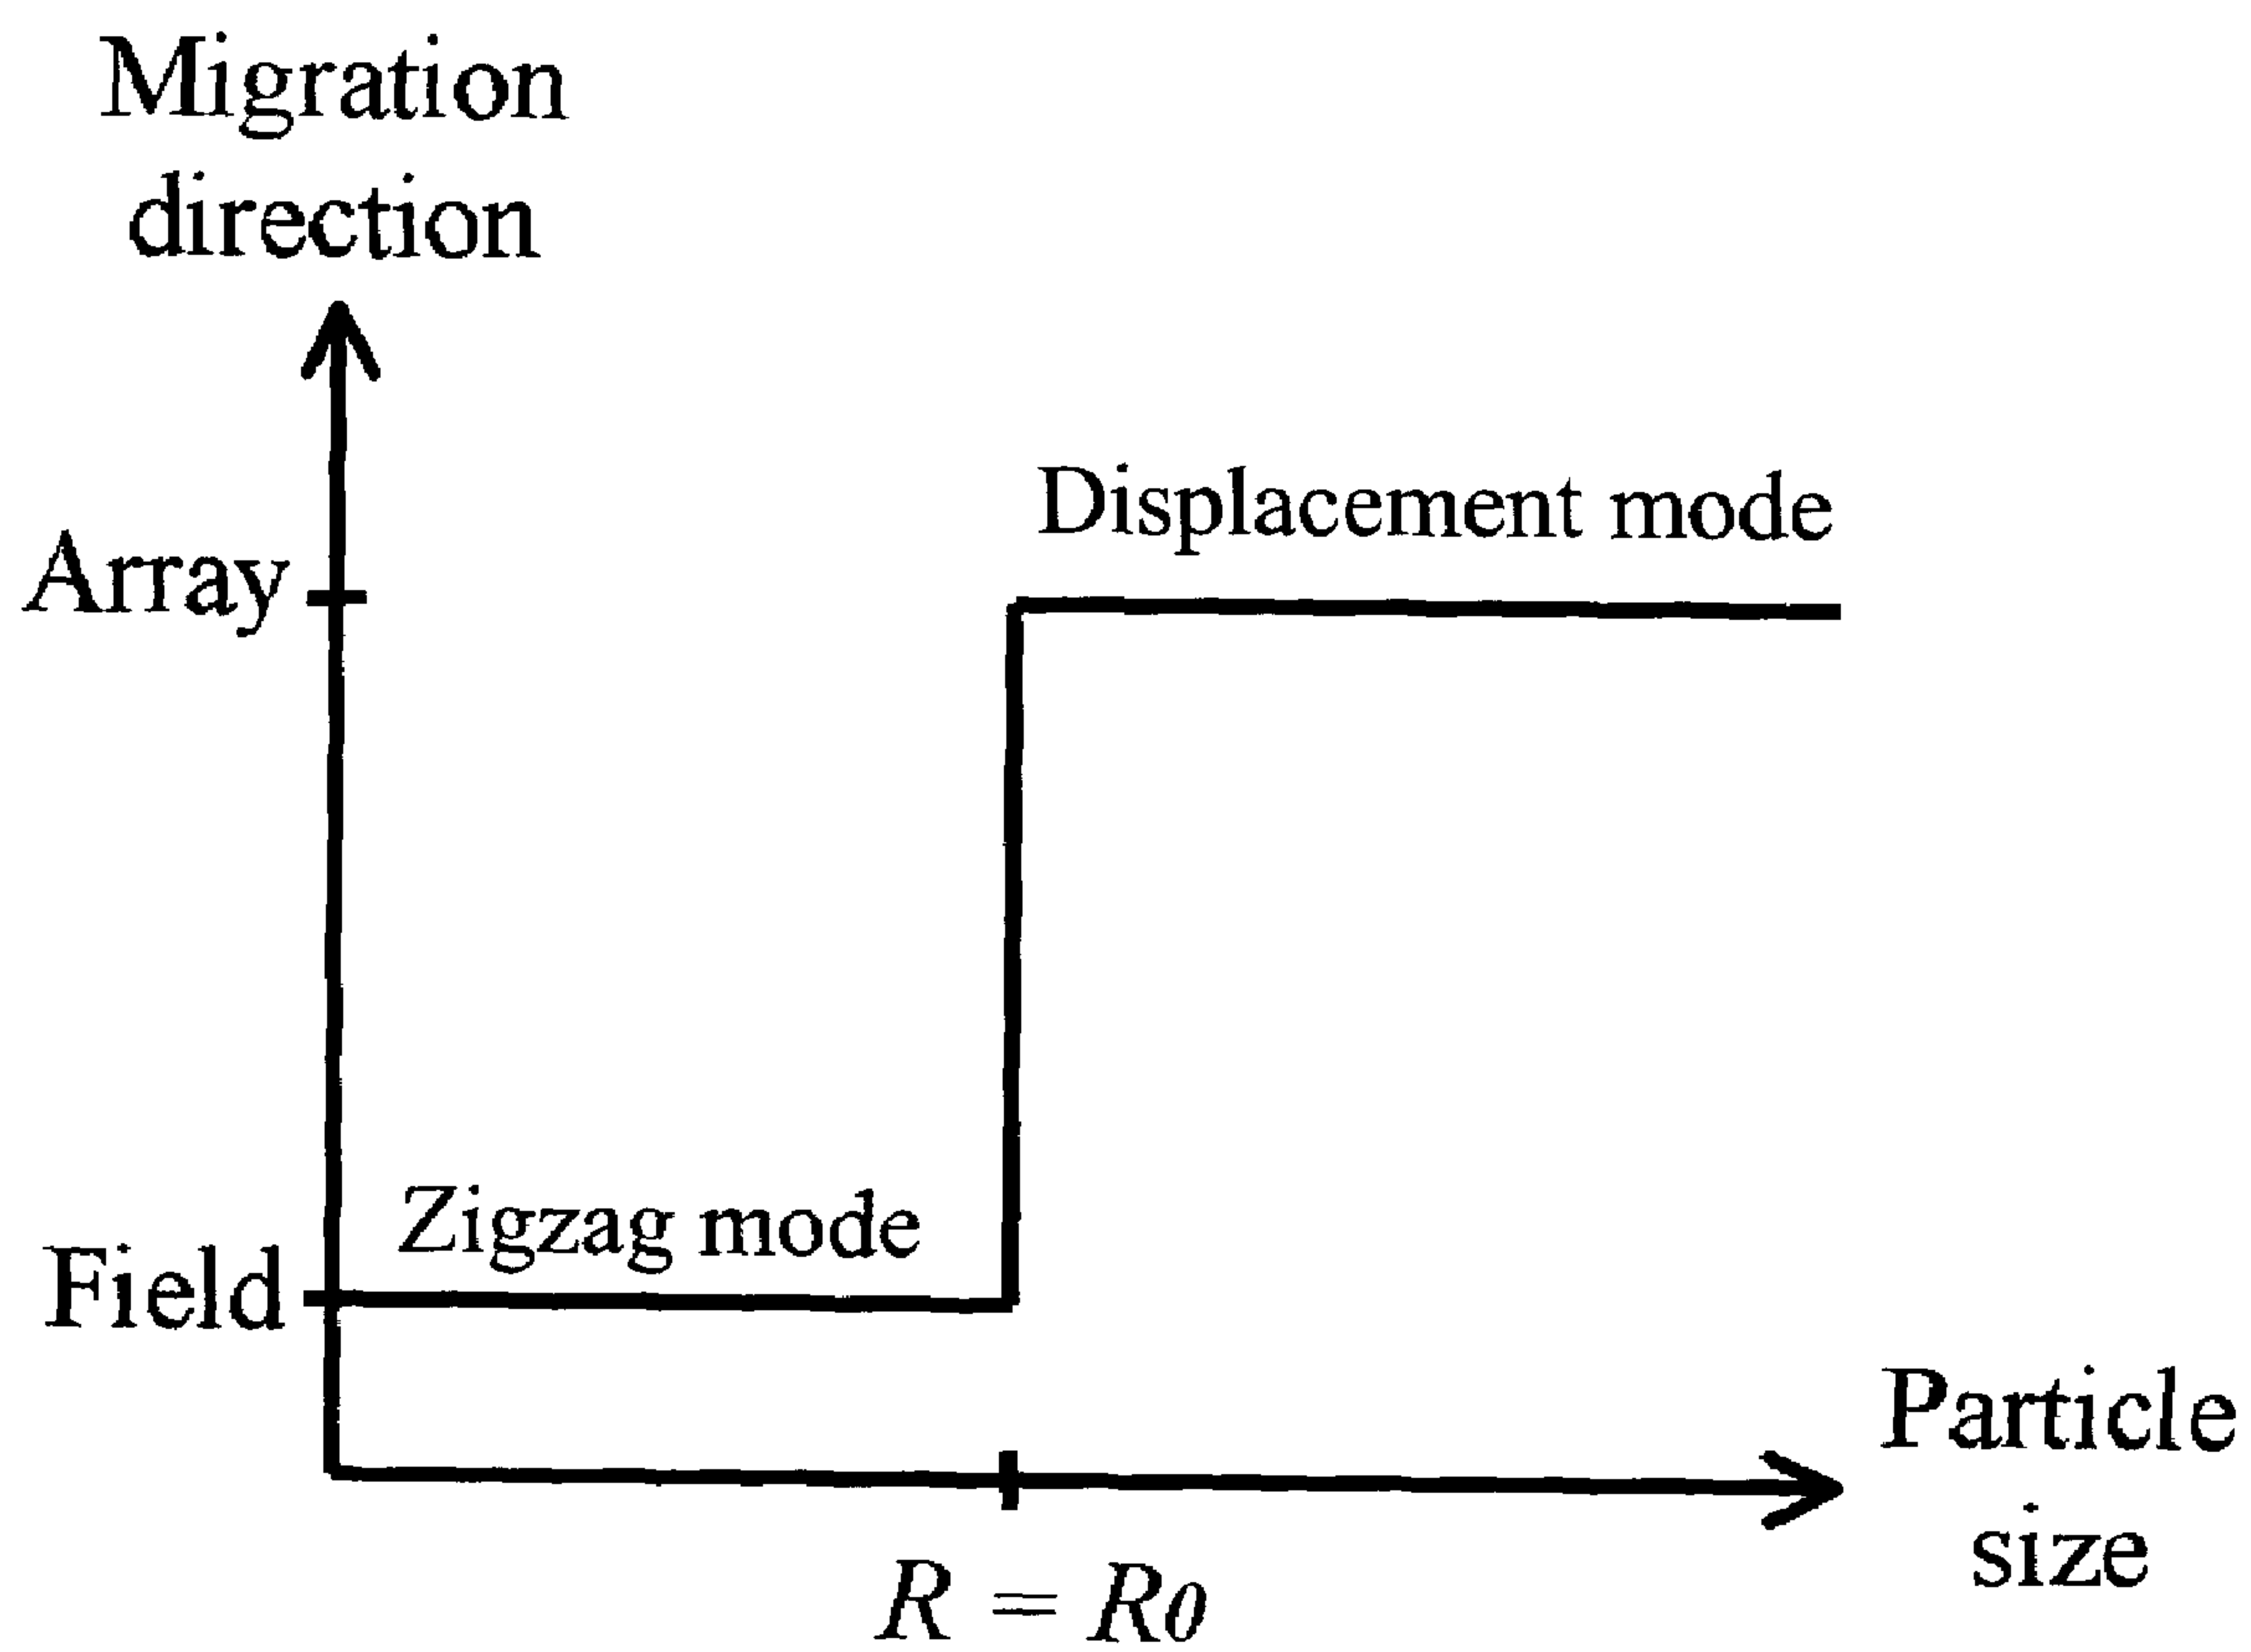 Migration
direction
Displacement mode
Array
Zigzag mode
Field
Particle
size
R = R0